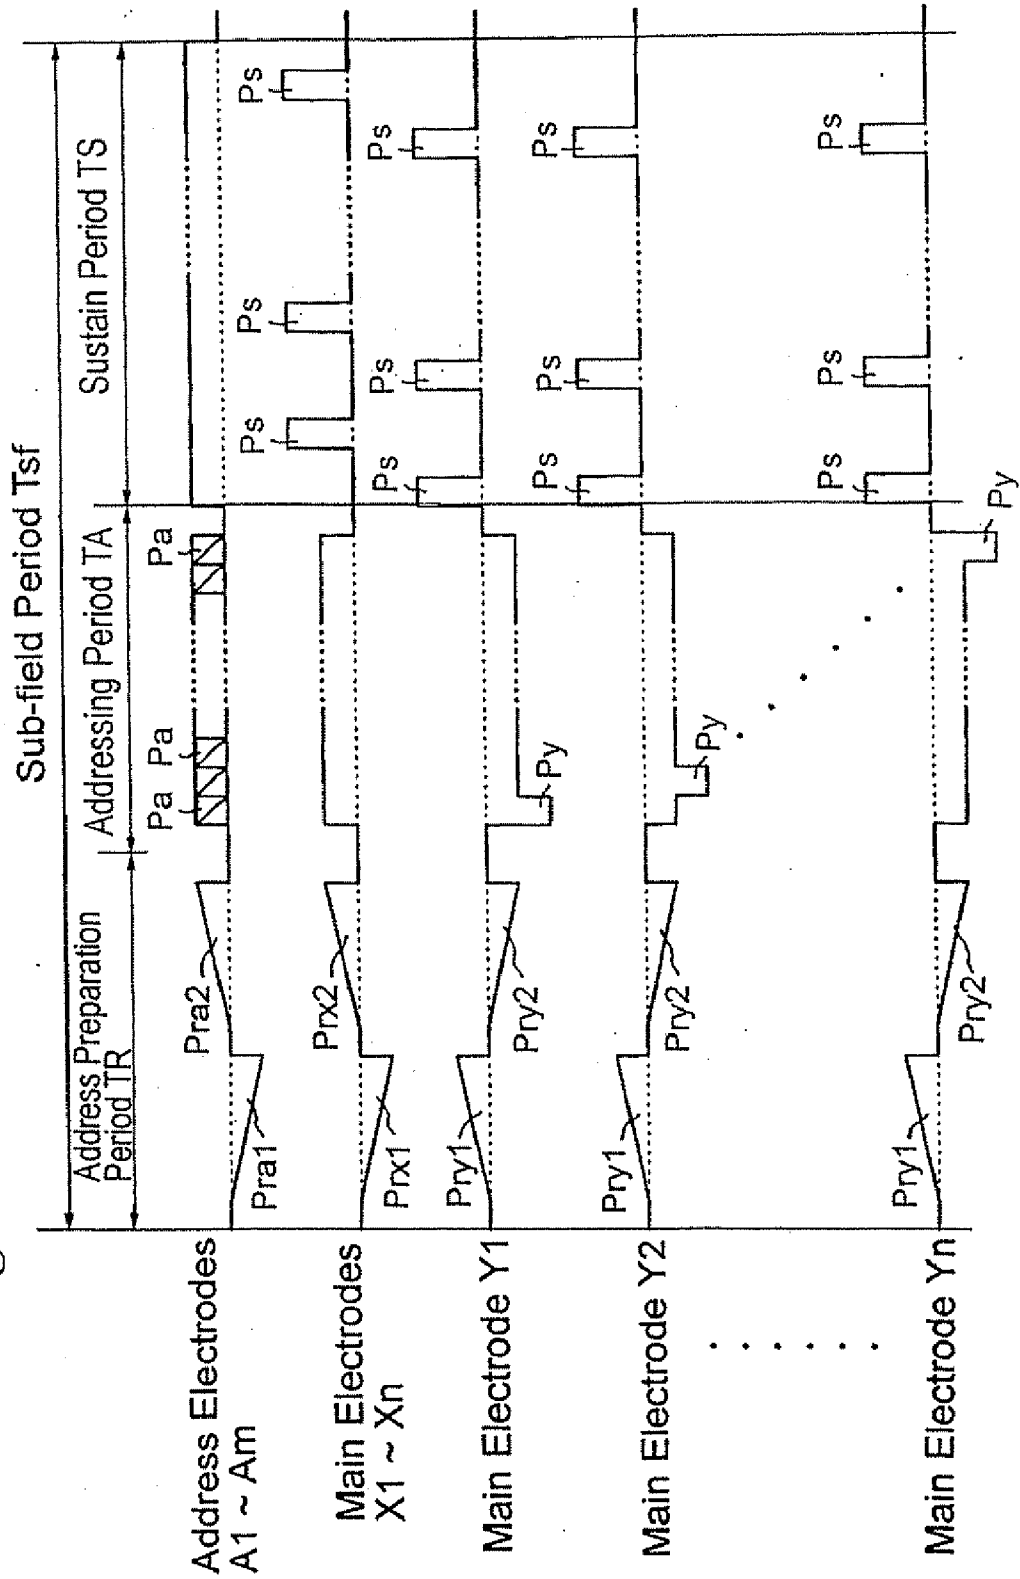 Sub-field Period Tsf
Address Preparation
Period TR
Addressing Period TA
Sustain Period TS
Address Electrodes
A1 ~ Am
Pra1
Pra2
Pa
Pa
Pa
Main Electrodes
X1 ~ Xn
Prx1
Prx2
Ps
Ps
Ps
Main Electrode Y1
Pry1
Pry2
Py
Ps
Ps
Ps
Main Electrode Y2
Pry1
Pry2
Py
Ps
Ps
Ps
Main Electrode Yn
Pry1
Pry2
Py
Ps
Ps
Ps